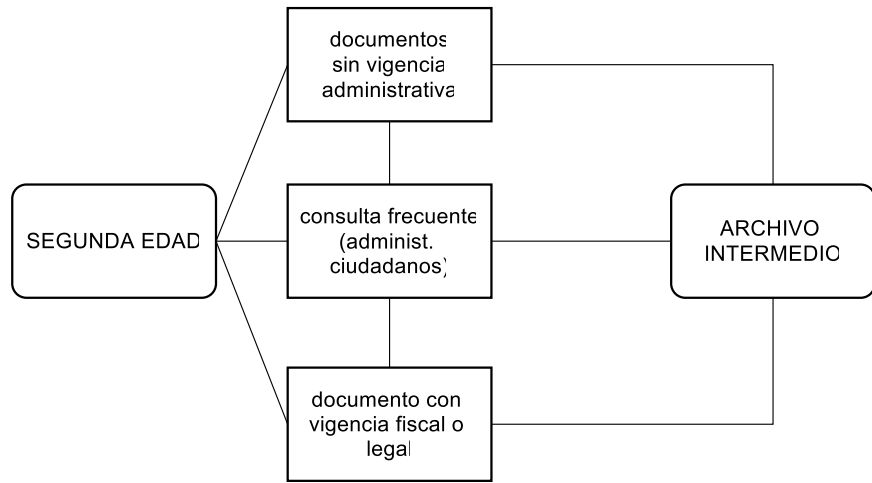 documentos
sin vigencia
administrativa
SEGUNDA EDAD
consulta frecuente
(administ.
ciudadanos)
ARCHIVO
INTERMEDIO
documento con
vigencia fiscal o
legal